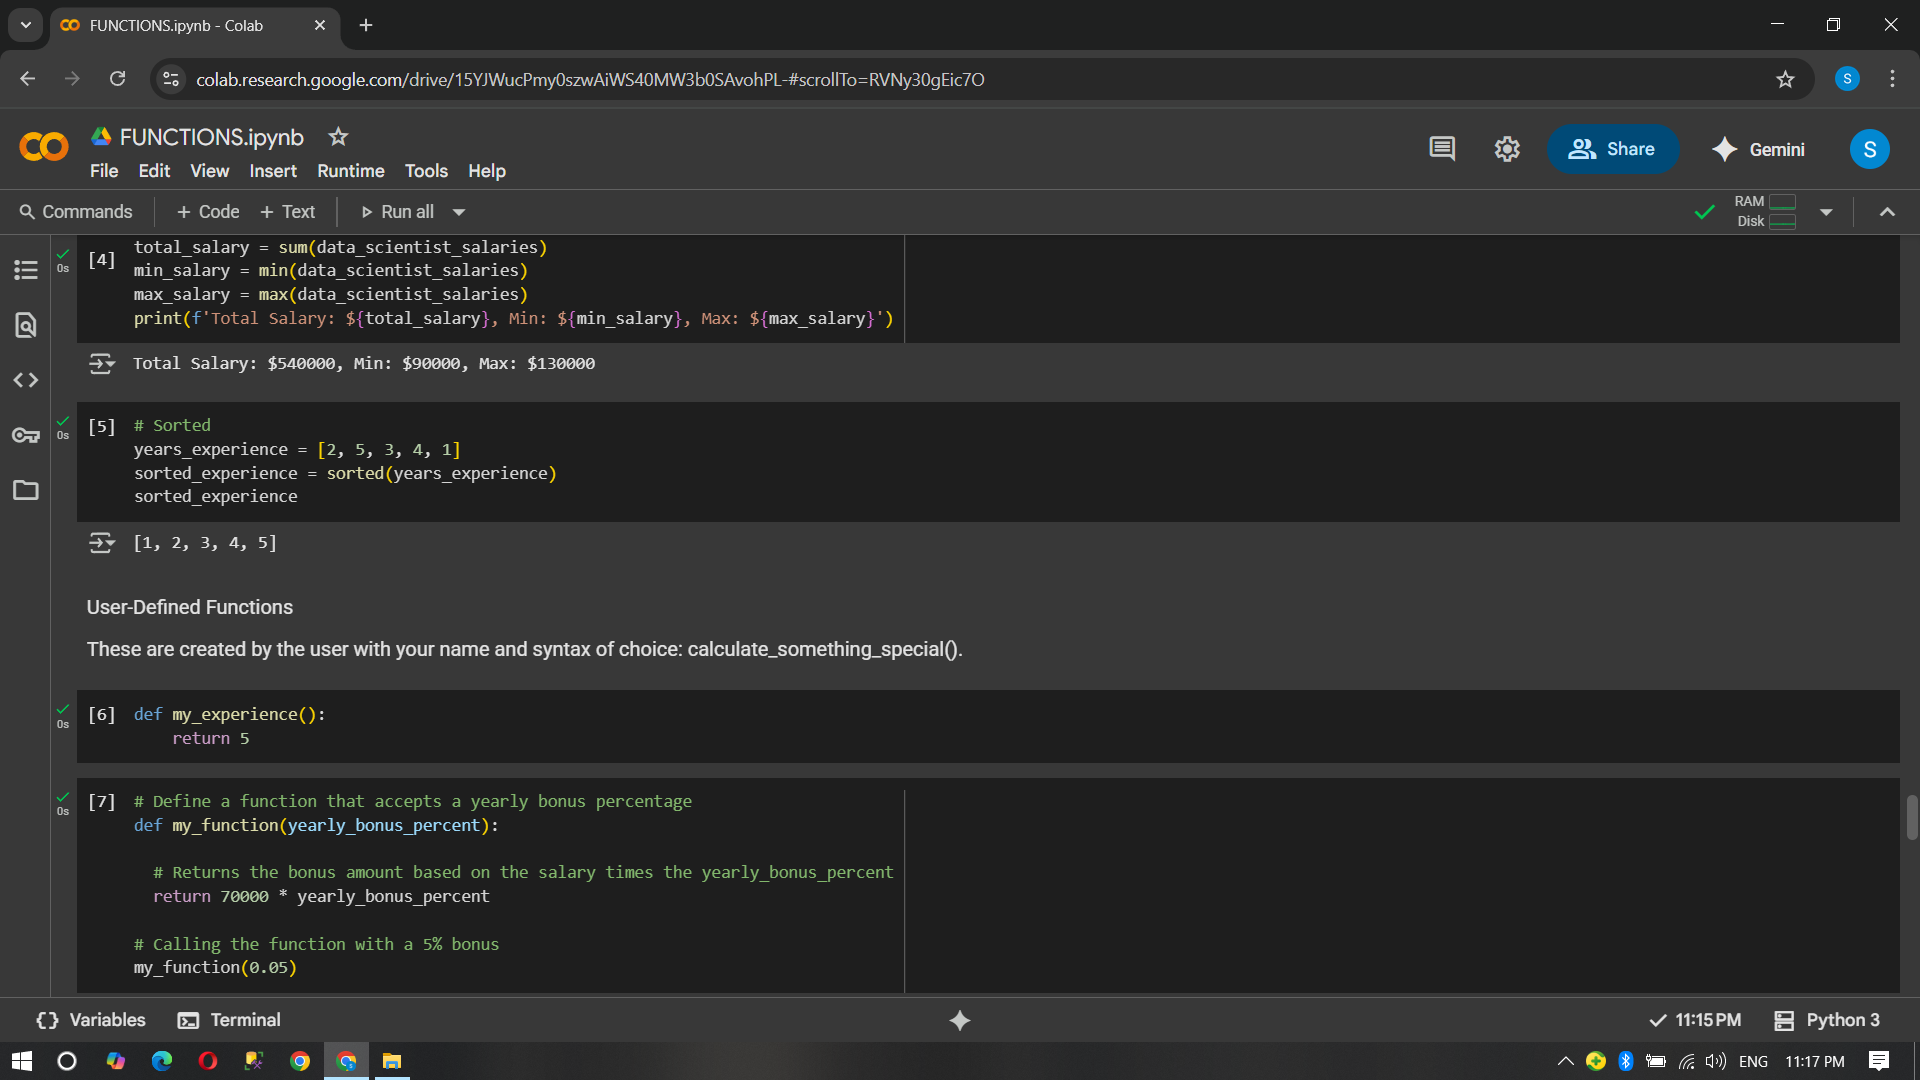 FUNCTIONS.ipynb - Colab
colab.research.google.com/drive/15YJWucPmy0szwAiWS40MW3b0SAvohPL-#scrollTo=RVNy30gEic7O
S
FUNCTIONS.ipynb
File Edit View Insert Runtime Tools Help
Share
Gemini
S
Commands + Code + Text Run all
RAM
Disk
[4] total_salary = sum(data_scientist_salaries)
0s
min_salary = min(data_scientist_salaries)
max_salary = max(data_scientist_salaries)
print(f'Total Salary: ${total_salary}, Min: ${min_salary}, Max: ${max_salary}')
Total Salary: $540000, Min: $90000, Max: $130000
[5] # Sorted
0s
years_experience = [2, 5, 3, 4, 1]
sorted_experience = sorted(years_experience)
sorted_experience
[1, 2, 3, 4, 5]
User-Defined Functions
These are created by the user with your name and syntax of choice: calculate_something_special().
[6] def my_experience():
0s
return 5
[7] # Define a function that accepts a yearly bonus percentage
0s
def my_function(yearly_bonus_percent):
# Returns the bonus amount based on the salary times the yearly_bonus_percent
return 70000 * yearly_bonus_percent
# Calling the function with a 5% bonus
my_function(0.05)
Variables Terminal
11:15 PM Python 3
ENG 11:17 PM